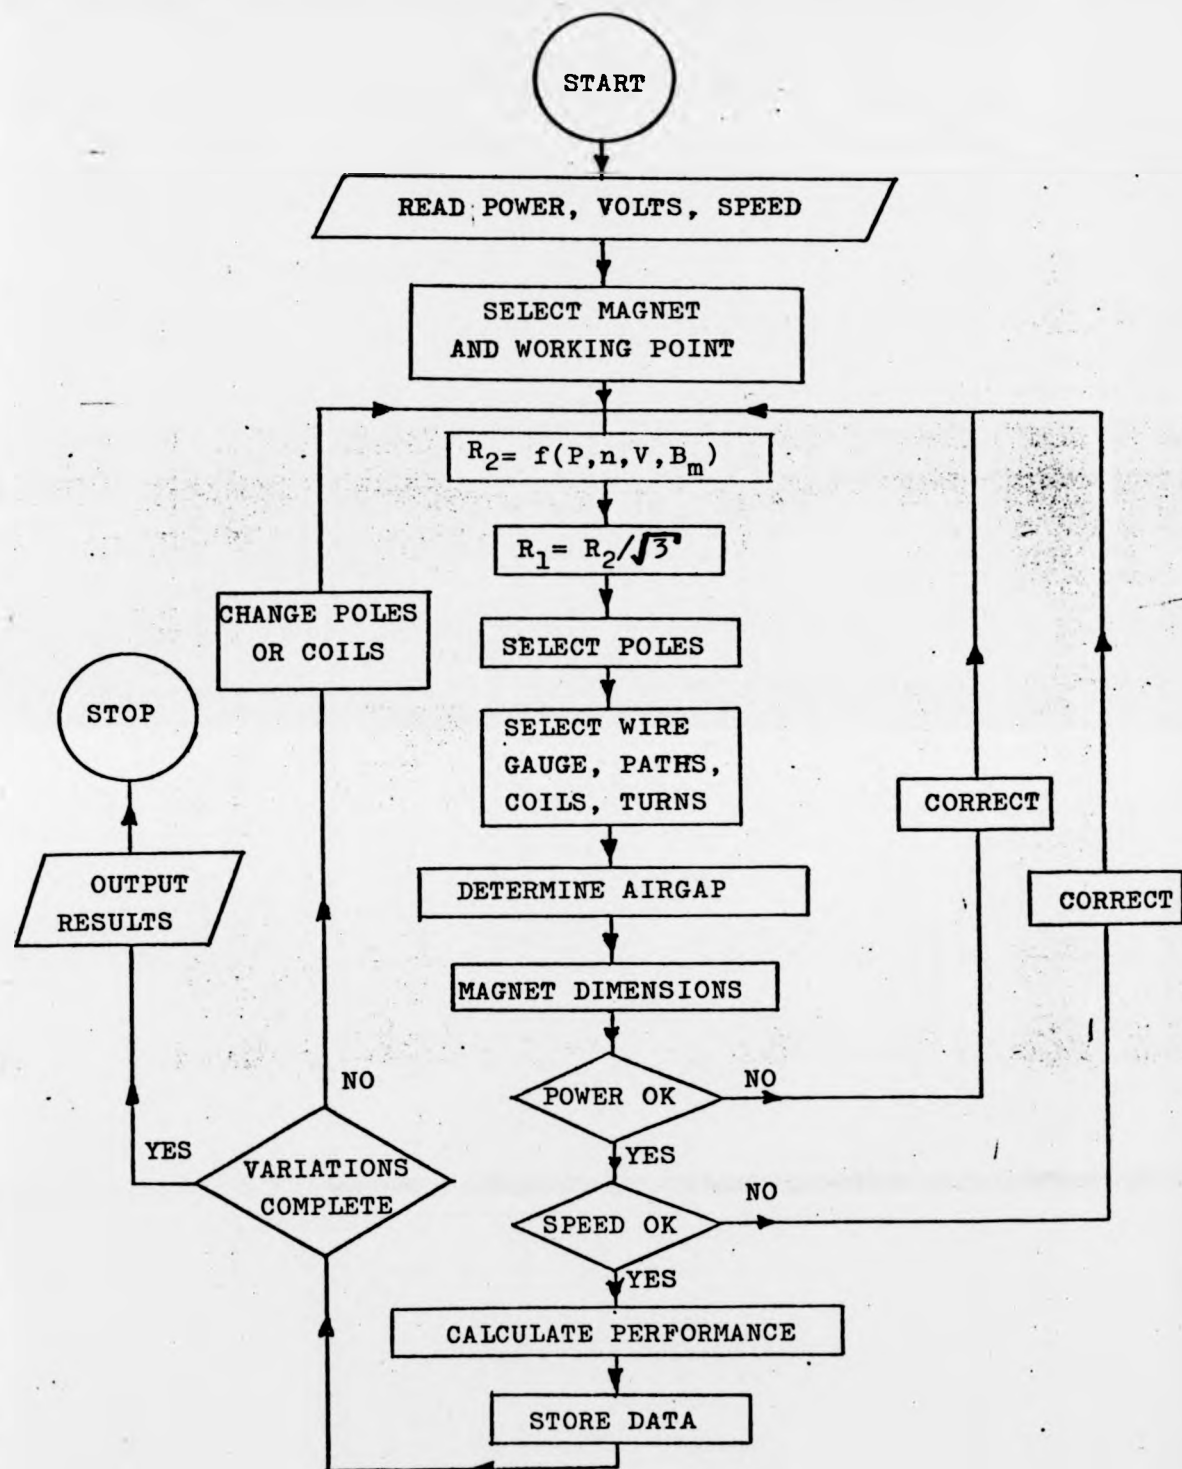 START
READ POWER, VOLTS, SPEED
SELECT MAGNET
AND WORKING POINT
R2= f(P,n,V,Bm)
R1= R2/√3
CHANGE POLES
OR COILS
SELECT POLES
STOP
SELECT WIRE
GAUGE, PATHS,
COILS, TURNS
CORRECT
OUTPUT
RESULTS
DETERMINE AIRGAP
CORRECT
MAGNET DIMENSIONS
NO
POWER OK
NO
YES
YES
VARIATIONS
COMPLETE
NO
SPEED OK
YES
CALCULATE PERFORMANCE
STORE DATA